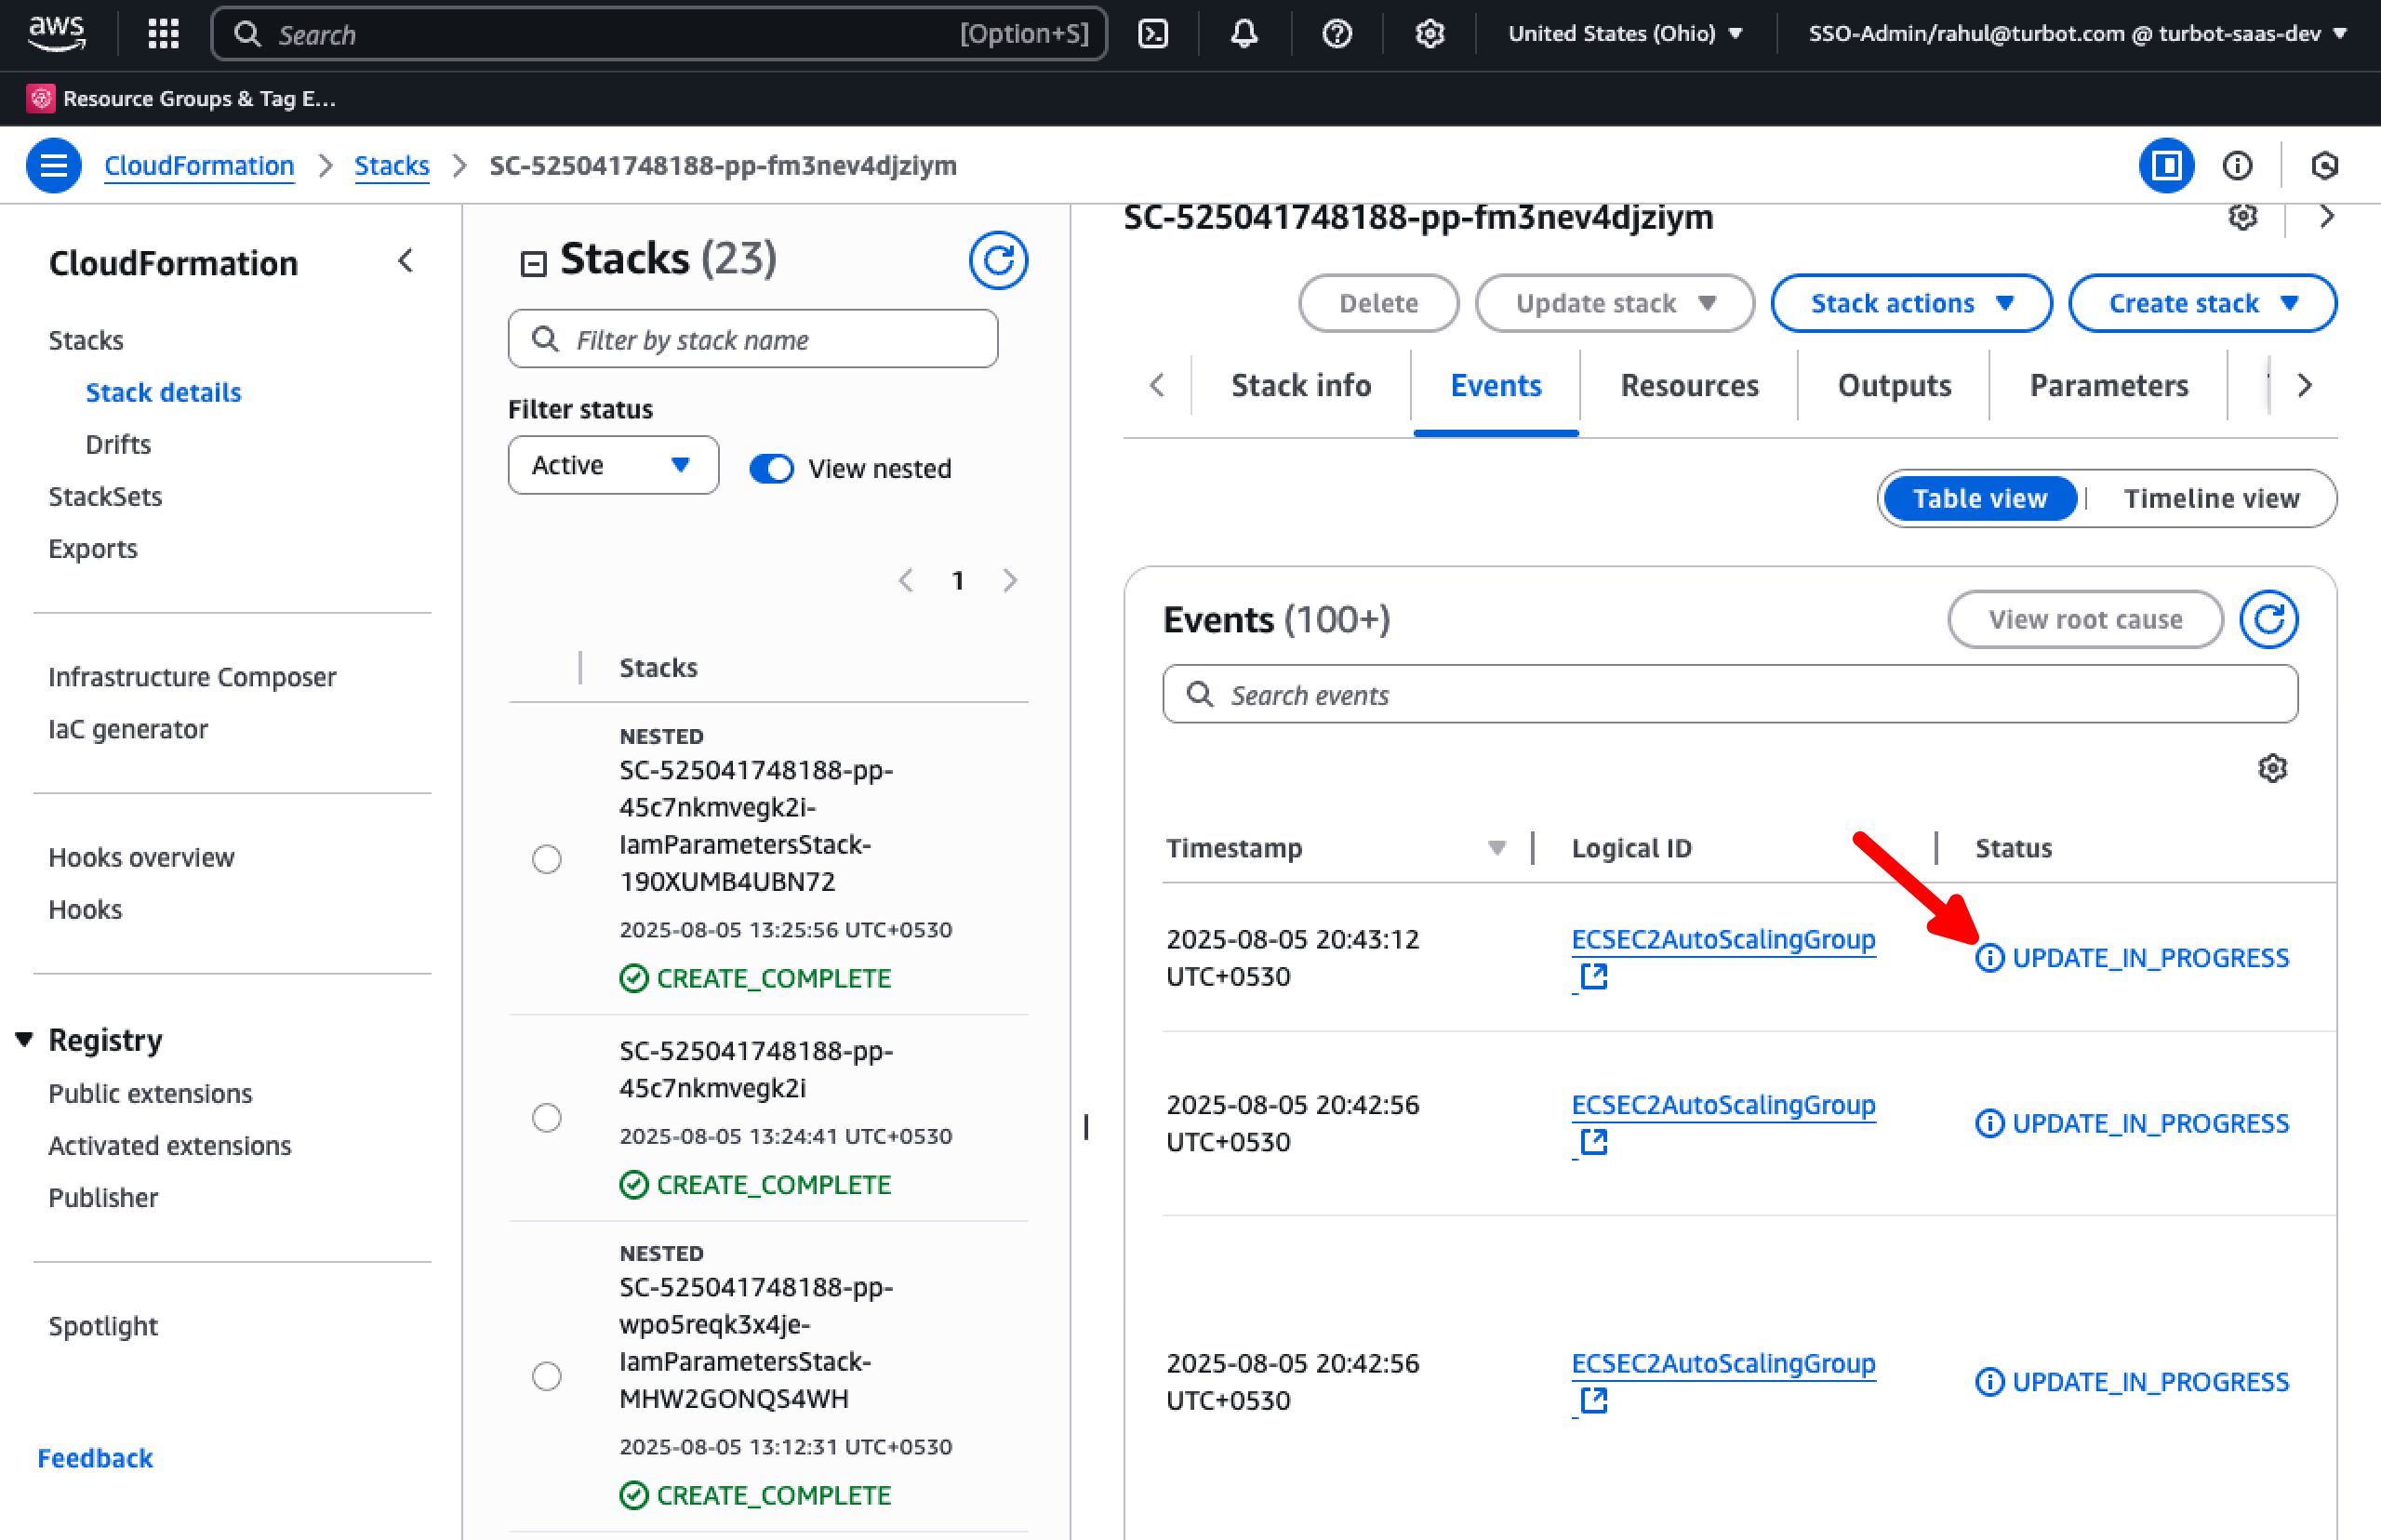 aws
Search
[Option+S]
United States (Ohio)
SSO-Admin/rahul@turbot.com @ turbot-saas-dev
Resource Groups & Tag E...
CloudFormation
Stacks
SC-525041748188-pp-fm3nev4djziym
CloudFormation
Stacks
Stack details
Drifts
StackSets
Exports
Infrastructure Composer
IaC generator
Hooks overview
Hooks
Registry
Public extensions
Activated extensions
Publisher
Spotlight
Feedback
Stacks (23)
Filter by stack name
Filter status
Active
View nested
1
Stacks
NESTED
SC-525041748188-pp-
45c7nkmvegk2i-
IamParametersStack-
190XUMB4UBN72
2025-08-05 13:25:56 UTC+0530
CREATE_COMPLETE
SC-525041748188-pp-
45c7nkmvegk2i
2025-08-05 13:24:41 UTC+0530
CREATE_COMPLETE
NESTED
SC-525041748188-pp-
wpo5reqk3x4je-
IamParametersStack-
MHW2GONQS4WH
2025-08-05 13:12:31 UTC+0530
CREATE_COMPLETE
SC-525041748188-pp-fm3nev4djziym
Delete
Update stack
Stack actions
Create stack
Stack info
Events
Resources
Outputs
Parameters
Table view
Timeline view
Events (100+)
View root cause
Search events
Timestamp
Logical ID
Status
2025-08-05 20:43:12
UTC+0530
ECSEC2AutoScalingGroup
UPDATE_IN_PROGRESS
2025-08-05 20:42:56
UTC+0530
ECSEC2AutoScalingGroup
UPDATE_IN_PROGRESS
2025-08-05 20:42:56
UTC+0530
ECSEC2AutoScalingGroup
UPDATE_IN_PROGRESS